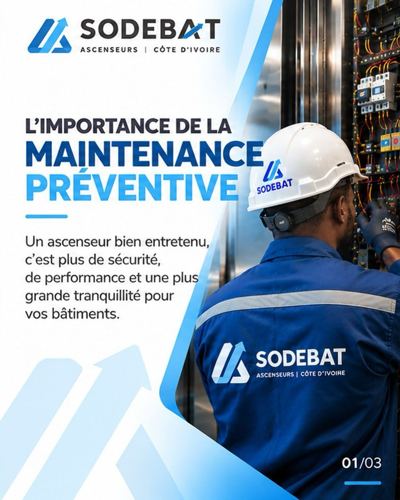 SODEBAT
ASCENSEURS | CÔTE D'IVOIRE
L'IMPORTANCE DE LA
MAINTENANCE
PRÉVENTIVE
Un ascenseur bien entretenu,
c'est plus de sécurité,
de performance et une plus
grande tranquillité pour
vos bâtiments.
SODEBAT
SODEBAT
ASCENSEURS | CÔTE D'IVOIRE
01/03